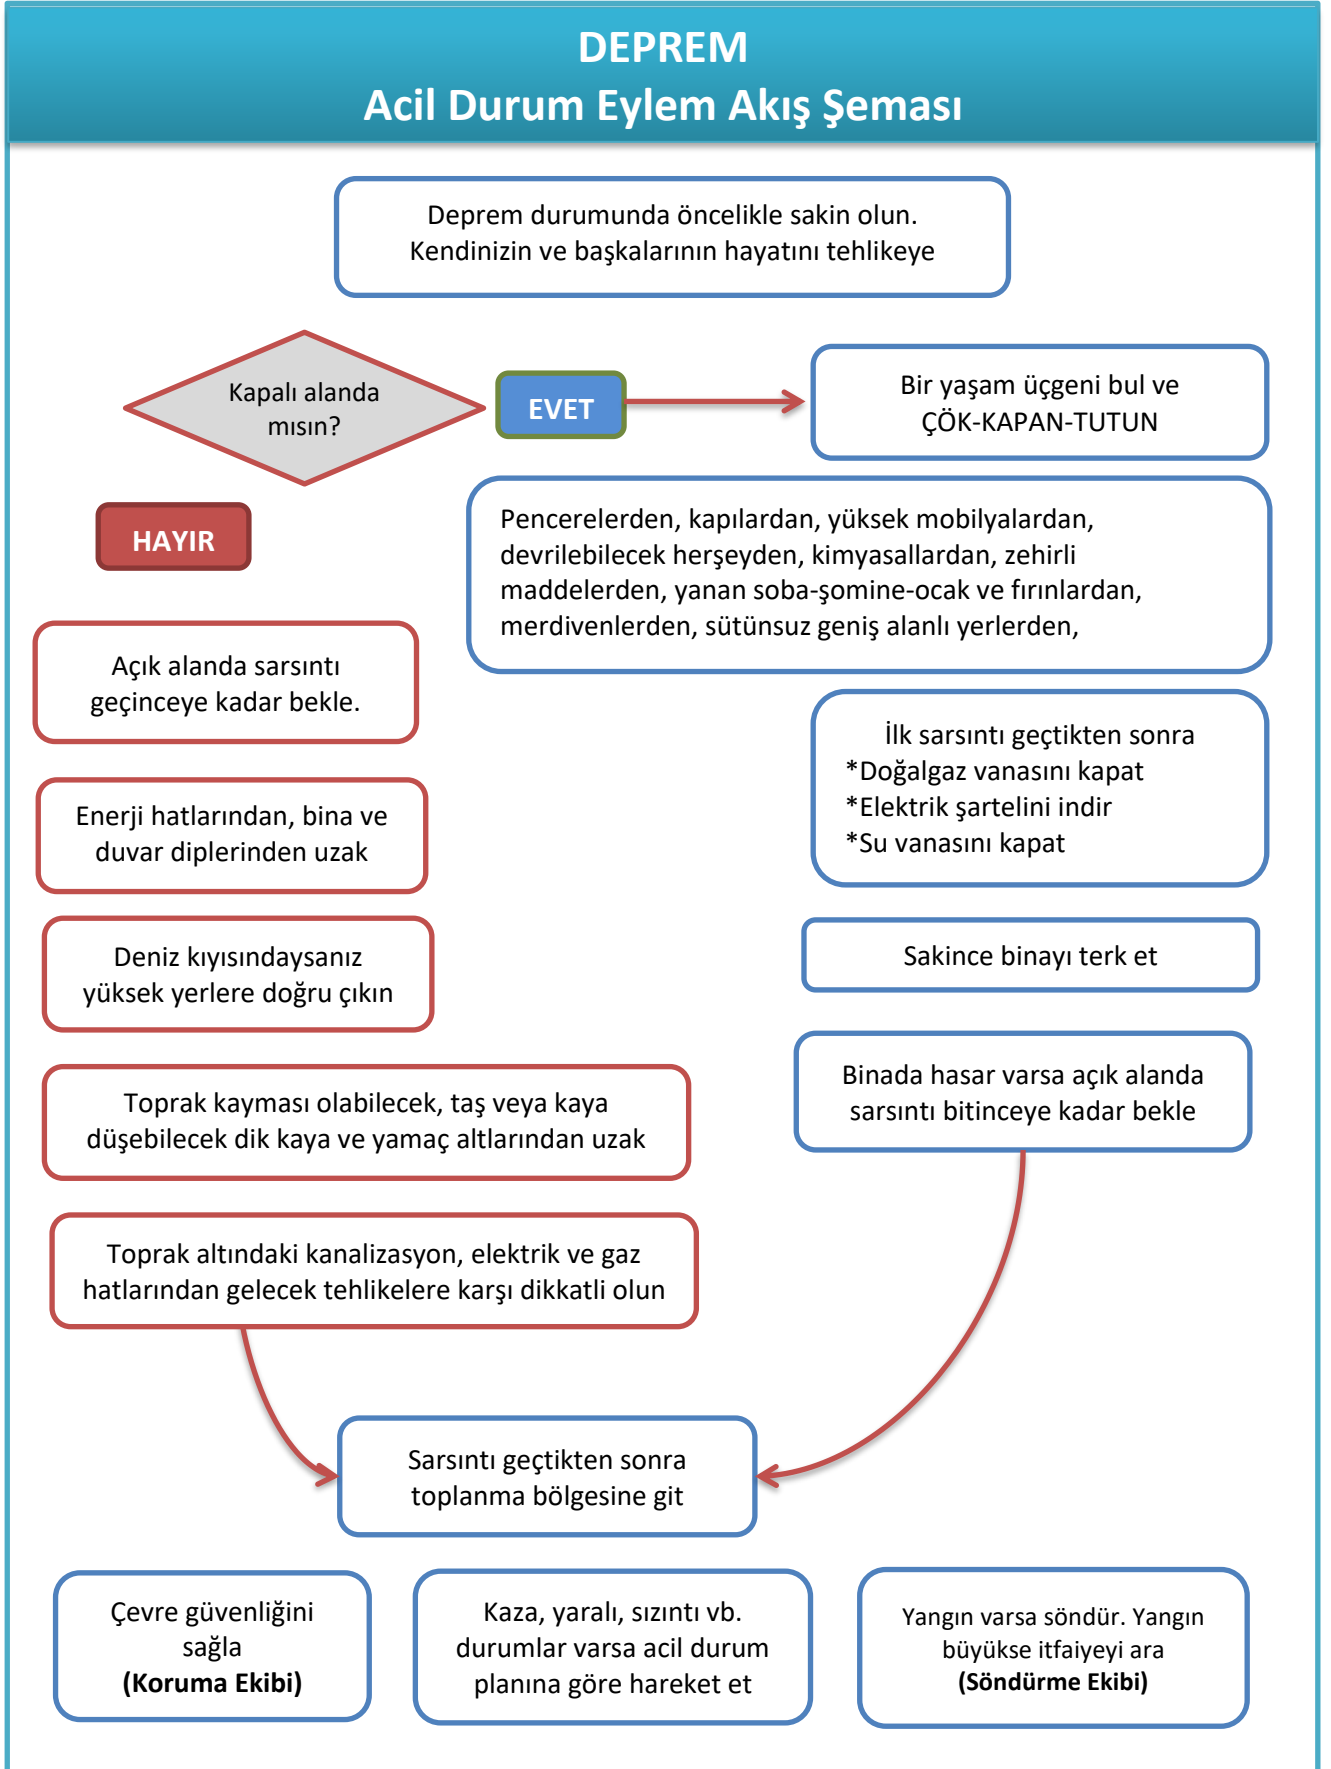 DEPREM
Acil Durum Eylem Akış Şeması
Deprem durumunda öncelikle sakin olun.
Kendinizin ve başkalarının hayatını tehlikeye
Kapalı alanda
mısın?
EVET
Bir yaşam üçgeni bul ve
ÇÖK-KAPAN-TUTUN
Pencerelerden, kapılardan, yüksek mobilyalardan,
devrilebilecek herşeyden, kimyasallardan, zehirli
maddelerden, yanan soba-şomine-ocak ve fırınlardan,
merdivenlerden, sütünsuz geniş alanlı yerlerden,
HAYIR
Açık alanda sarsıntı
geçinceye kadar bekle.
İlk sarsıntı geçtikten sonra
*Doğalgaz vanasını kapat
*Elektrik şartelini indir
*Su vanasını kapat
Enerji hatlarından, bina ve
duvar diplerinden uzak
Deniz kıyısındaysanız
yüksek yerlere doğru çıkın
Sakince binayı terk et
Binada hasar varsa açık alanda
sarsıntı bitinceye kadar bekle
Toprak kayması olabilecek, taş veya kaya
düşebilecek dik kaya ve yamaç altlarından uzak
Toprak altındaki kanalizasyon, elektrik ve gaz
hatlarından gelecek tehlikelere karşı dikkatli olun
Sarsıntı geçtikten sonra
toplanma bölgesine git
Çevre güvenliğini
sağla
(Koruma Ekibi)
Kaza, yaralı, sızıntı vb.
durumlar varsa acil durum
planına göre hareket et
Yangın varsa söndür. Yangın
büyükse itfaiyeyi ara
(Söndürme Ekibi)